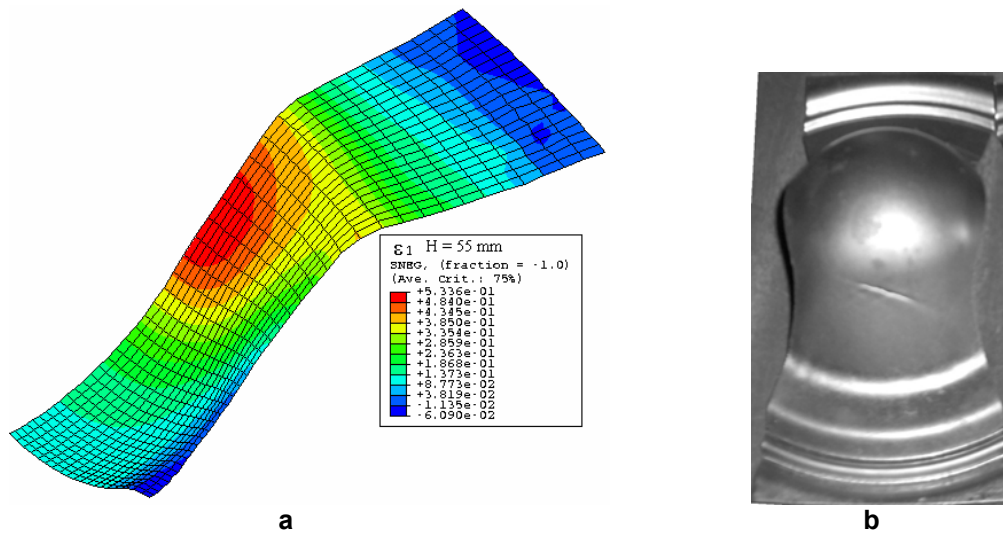 ε1 H = 55 mm
SNEG, (fraction = -1.0)
(Ave. Crit.: 75%)
+5.336e-01
+4.840e-01
+4.345e-01
+3.850e-01
+3.354e-01
+2.859e-01
+2.363e-01
+1.868e-01
+1.373e-01
+8.773e-02
+3.819e-02
-1.135e-02
-6.090e-02
a
b